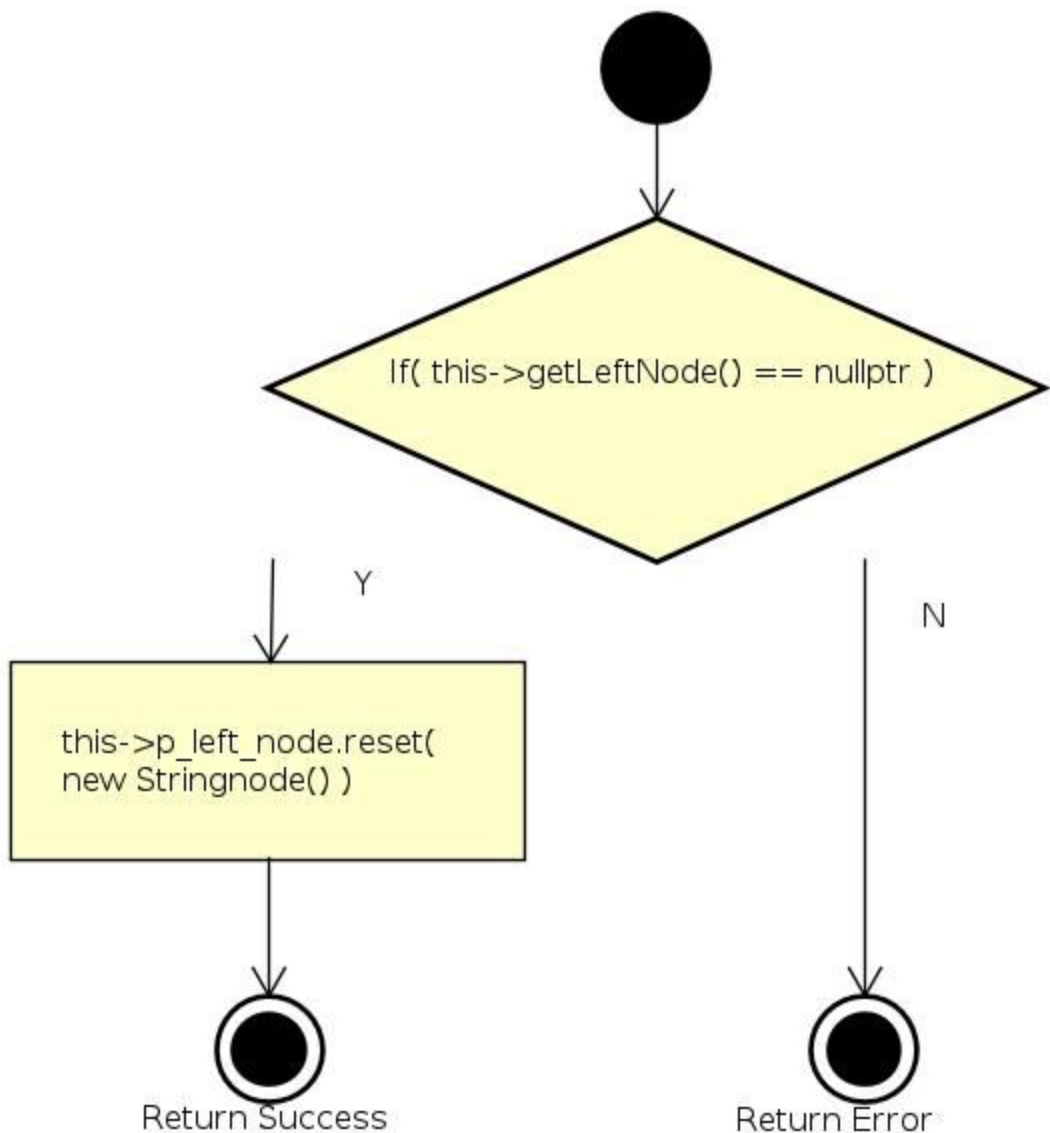 If( this->getLeftNode() == nullptr )
Y
N
this->p_left_node.reset(
new Stringnode() )
Return Success
Return Error